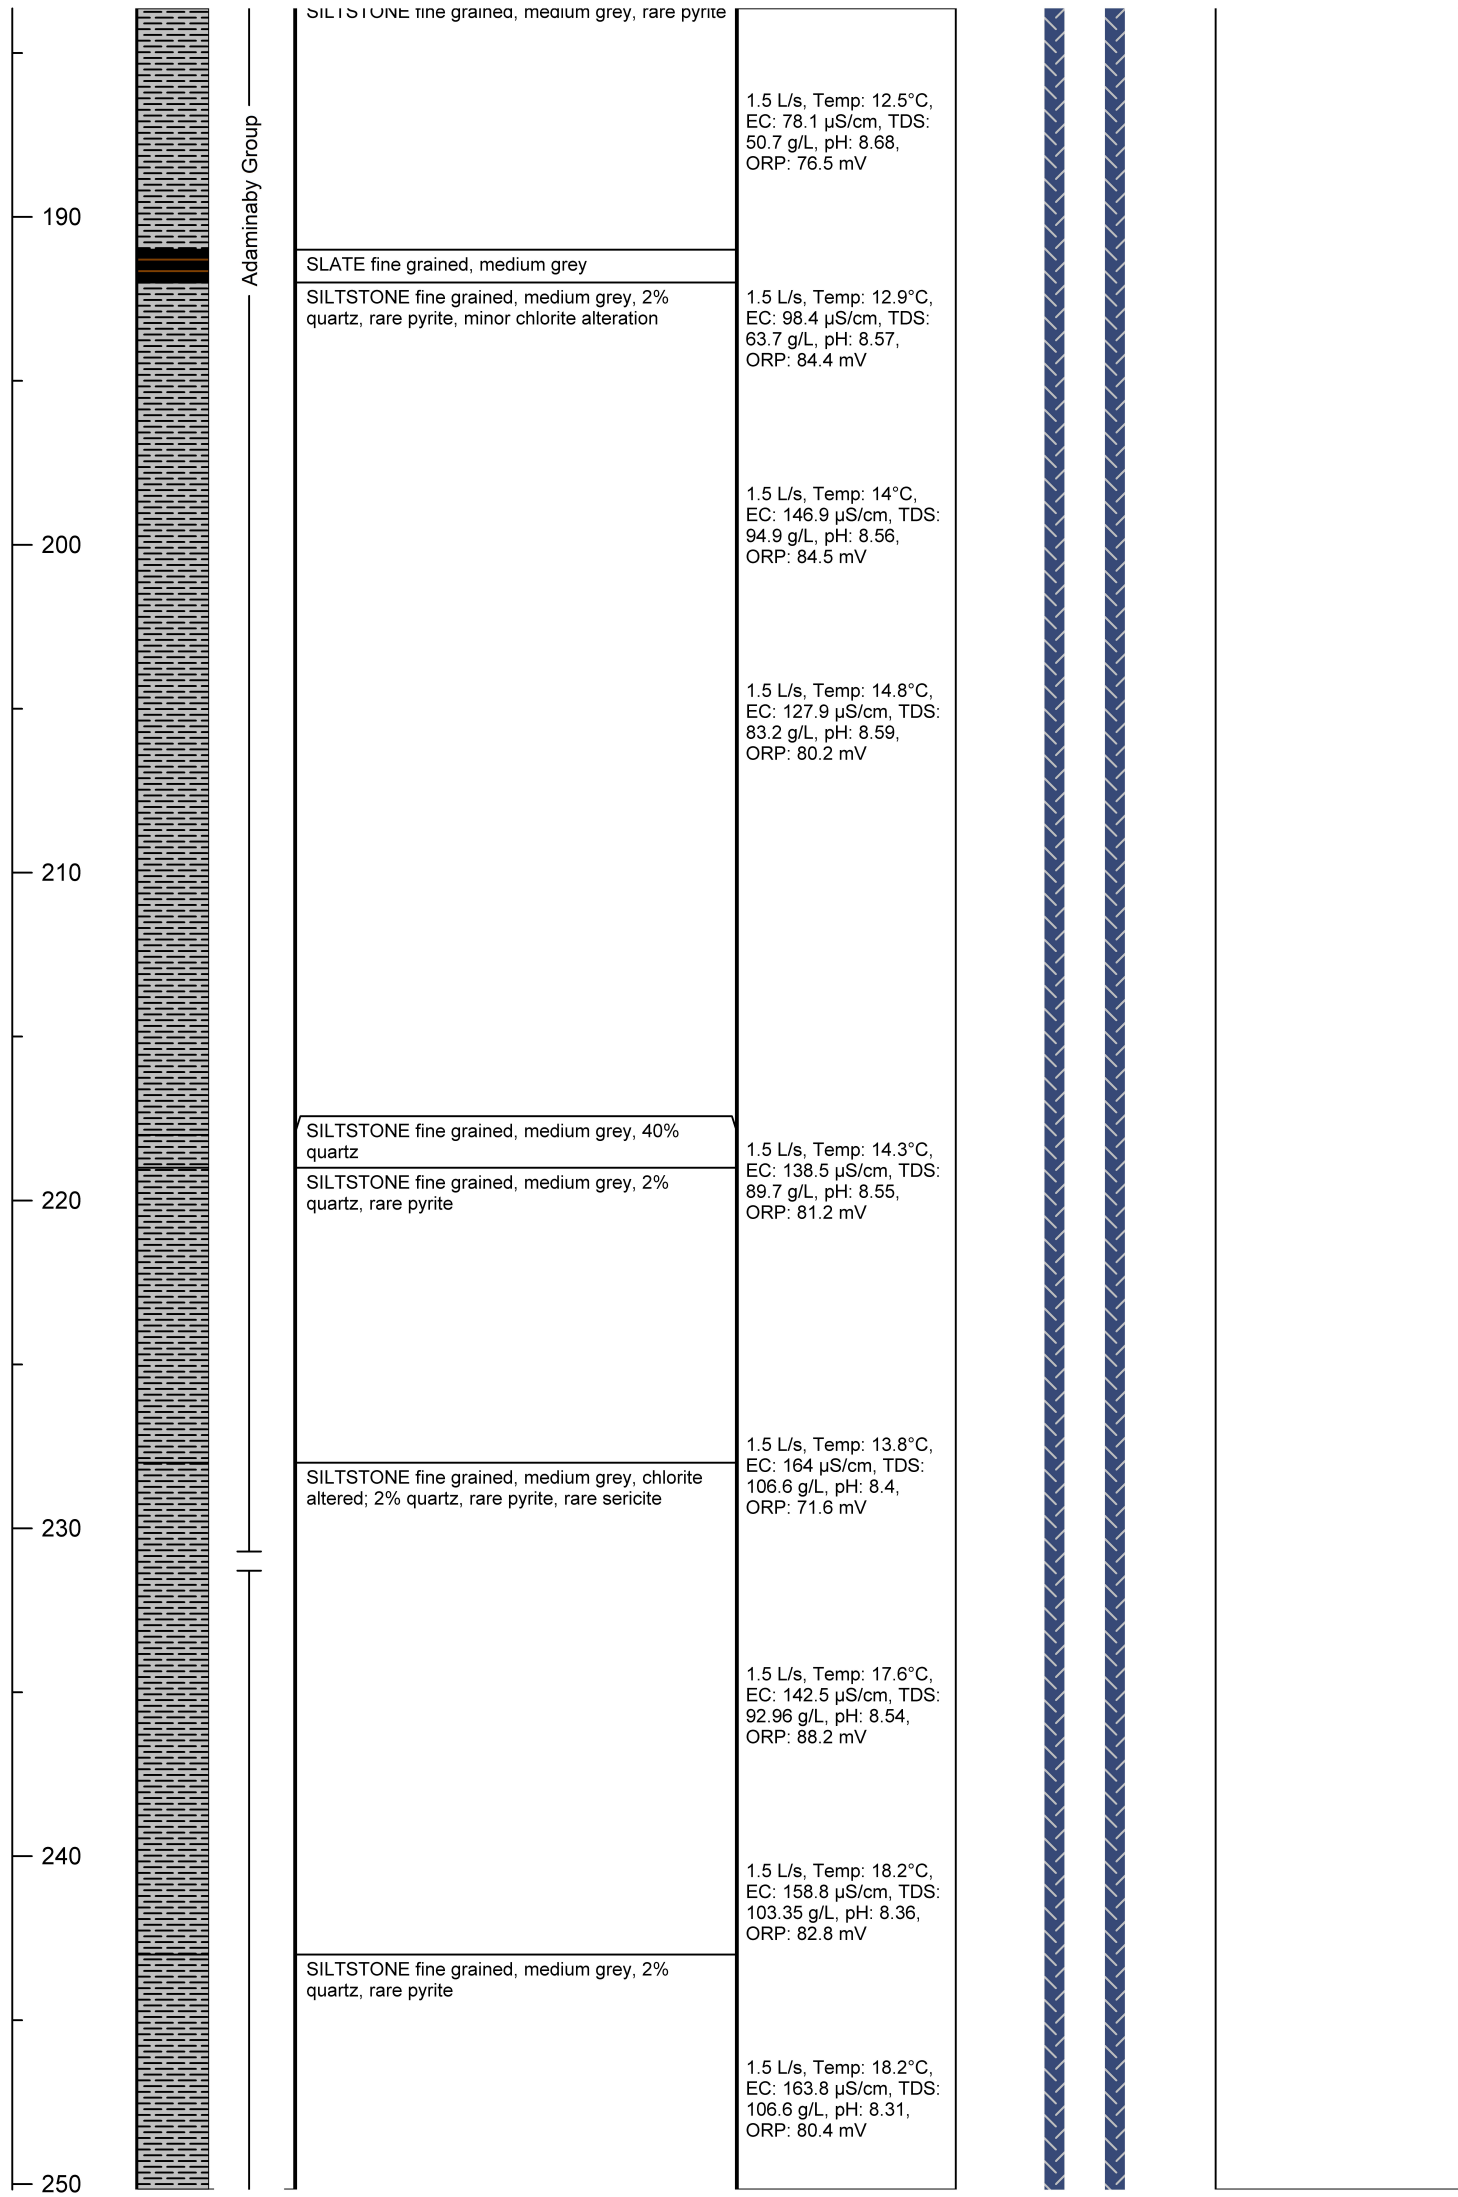 SILTSTONE fine grained, medium grey, rare pyrite
1.5 L/s, Temp: 12.5°C,
EC: 78.1 µS/cm, TDS:
50.7 g/L, pH: 8.68,
ORP: 76.5 mV
190
Adaminaby Group
SLATE fine grained, medium grey
SILTSTONE fine grained, medium grey, 2%
quartz, rare pyrite, minor chlorite alteration
1.5 L/s, Temp: 12.9°C,
EC: 98.4 µS/cm, TDS:
63.7 g/L, pH: 8.57,
ORP: 84.4 mV
1.5 L/s, Temp: 14°C,
EC: 146.9 µS/cm, TDS:
94.9 g/L, pH: 8.56,
ORP: 84.5 mV
200
1.5 L/s, Temp: 14.8°C,
EC: 127.9 µS/cm, TDS:
83.2 g/L, pH: 8.59,
ORP: 80.2 mV
210
SILTSTONE fine grained, medium grey, 40%
quartz
SILTSTONE fine grained, medium grey, 2%
quartz, rare pyrite
1.5 L/s, Temp: 14.3°C,
EC: 138.5 µS/cm, TDS:
89.7 g/L, pH: 8.55,
ORP: 81.2 mV
220
1.5 L/s, Temp: 13.8°C,
EC: 164 µS/cm, TDS:
106.6 g/L, pH: 8.4,
ORP: 71.6 mV
SILTSTONE fine grained, medium grey, chlorite
altered; 2% quartz, rare pyrite, rare sericite
230
1.5 L/s, Temp: 17.6°C,
EC: 142.5 µS/cm, TDS:
92.96 g/L, pH: 8.54,
ORP: 88.2 mV
240
1.5 L/s, Temp: 18.2°C,
EC: 158.8 µS/cm, TDS:
103.35 g/L, pH: 8.36,
ORP: 82.8 mV
SILTSTONE fine grained, medium grey, 2%
quartz, rare pyrite
1.5 L/s, Temp: 18.2°C,
EC: 163.8 µS/cm, TDS:
106.6 g/L, pH: 8.31,
ORP: 80.4 mV
250